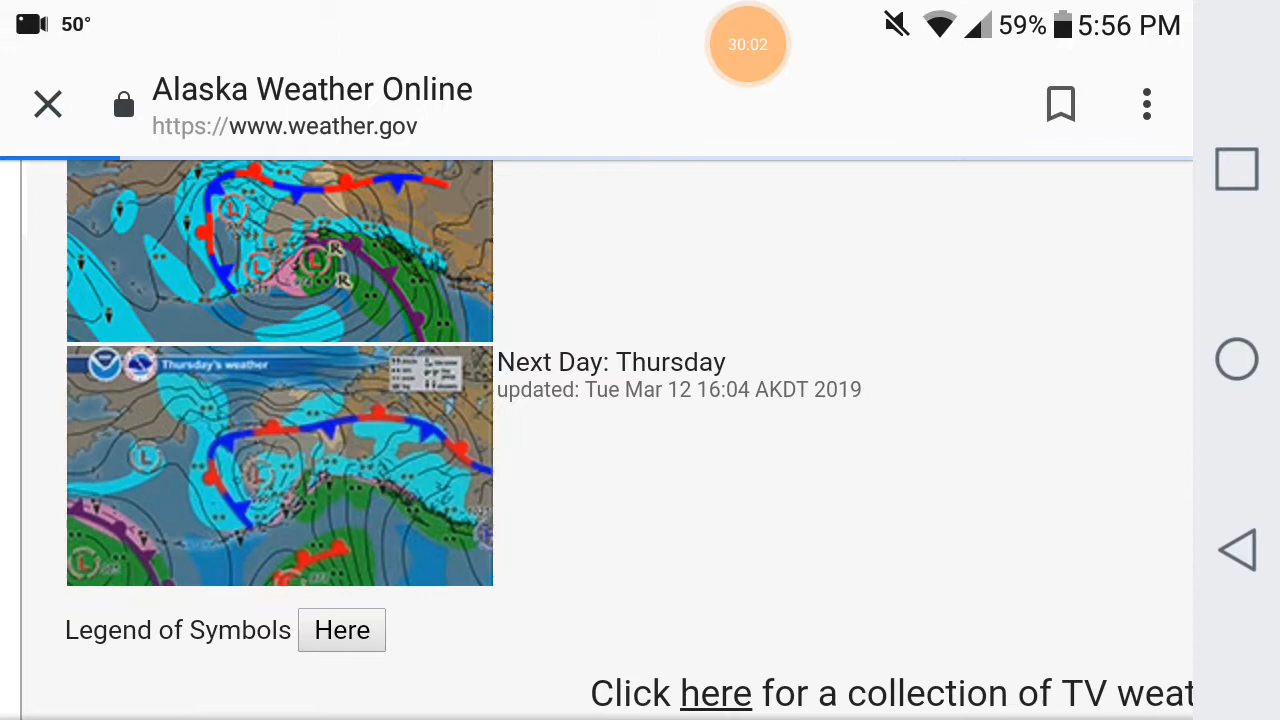 50°
30:02
59%
5:56 PM
Alaska Weather Online
https://www.weather.gov
L
L
L
R
R
Thursday's weather
Next Day: Thursday
updated: Tue Mar 12 16:04 AKDT 2019
L
L
L
Legend of Symbols Here
Click here for a collection of TV weat